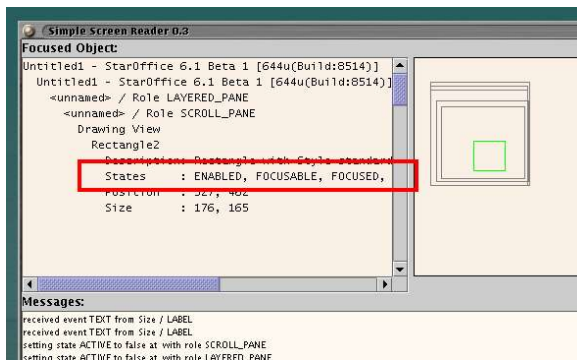 Simple Screen Reader 0.3
Focused Object:
Untitled1 - StarOffice 6.1 Beta 1 [644u(Build:8514)]
Untitled1 - StarOffice 6.1 Beta 1 [644u(Build:8514)]
<unnamed> / Role LAYERED_PANE
<unnamed> / Role SCROLL_PANE
Drawing View
Rectangle2
Description: Rectangle with Style=standard
States : ENABLED, FOCUSABLE, FOCUSED,
Position : 327, 462
Size : 176, 165
Messages:
received event TEXT from Size / LABEL
received event TEXT from Size / LABEL
setting state ACTIVE to false at with role SCROLL_PANE
setting state ACTIVE to false at with role LAYERED_PANE